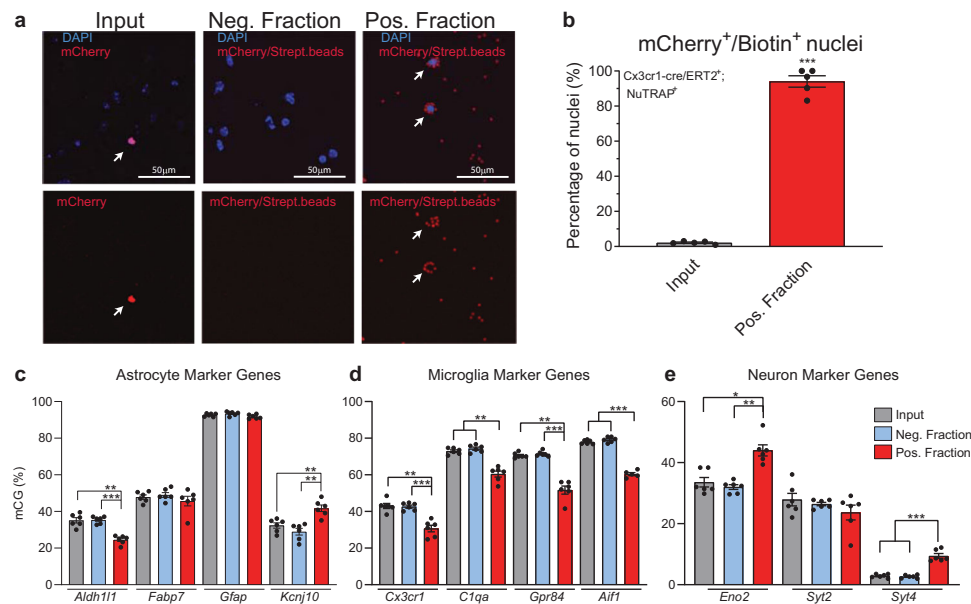 a
Input
Neg. Fraction
Pos. Fraction
DAPI
mCherry
DAPI
mCherry/Strept.beads
DAPI
mCherry/Strept.beads
50µm
50µm
50µm
mCherry
mCherry/Strept.beads
mCherry/Strept.beads
b
mCherry⁺/Biotin⁺ nuclei
Cx3cr1-cre/ERT2⁺;
NuTRAP⁺
***
Percentage of nuclei (%)
100
80
60
40
20
0
Input
Pos. Fraction
c
Astrocyte Marker Genes
mCG (%)
100
80
60
40
20
**
***
**
**
Aldh1l1
Fabp7
Gfap
Kcnj10
d
Microglia Marker Genes
100
80
60
40
20
0
**
***
**
**
***
***
Cx3cr1
C1qa
Gpr84
Aif1
e
Neuron Marker Genes
60
40
20
0
*
**
***
Input
Neg. Fraction
Pos. Fraction
Eno2
Syt2
Syt4